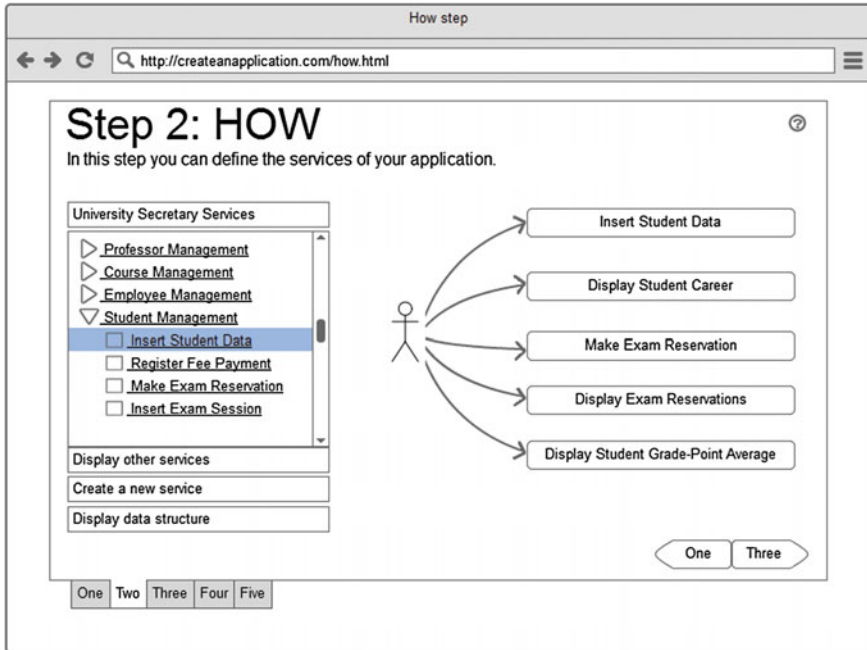 How step
http://createanapplication.com/how.html
Step 2: HOW
?
In this step you can define the services of your application.
University Secretary Services
Professor Management
Course Management
Employee Management
Student Management
Insert Student Data
Register Fee Payment
Make Exam Reservation
Insert Exam Session
Display other services
Create a new service
Display data structure
Insert Student Data
Display Student Career
Make Exam Reservation
Display Exam Reservations
Display Student Grade-Point Average
One Three
One Two Three Four Five